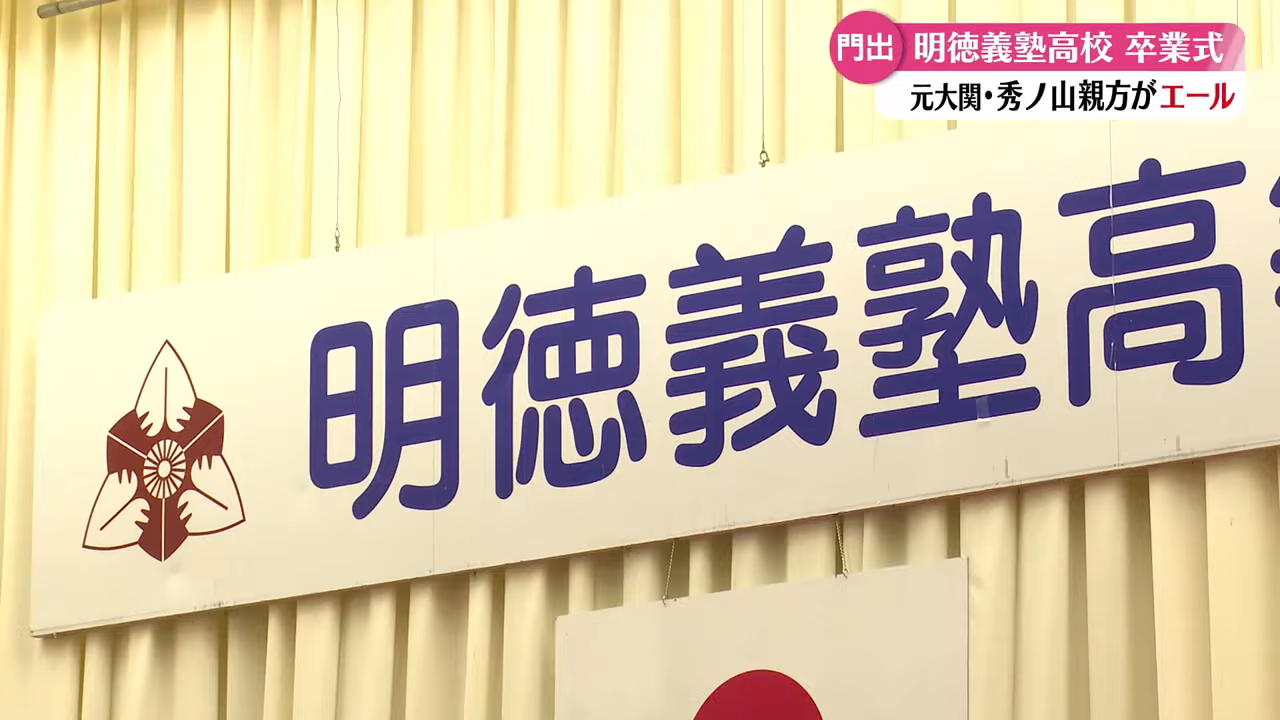 門出
明徳義塾高校 卒業式
元大関・秀ノ山親方がエール
明徳義塾高